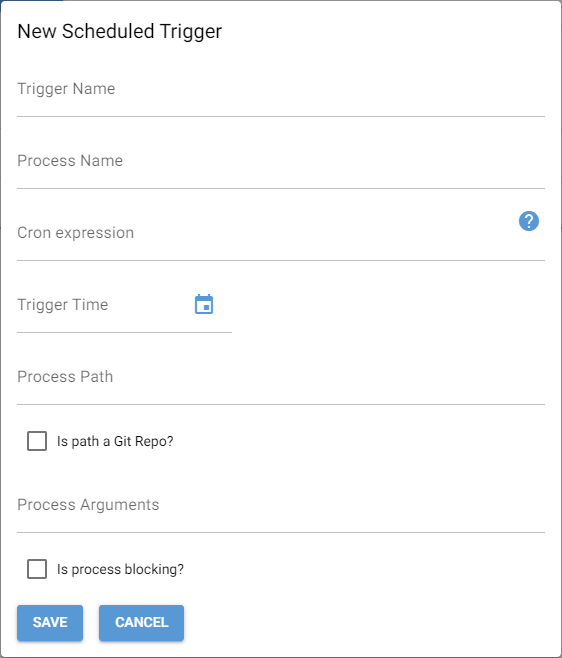 New Scheduled Trigger
Trigger Name
Process Name
Cron expression
?
Trigger Time
Process Path
Is path a Git Repo?
Process Arguments
Is process blocking?
SAVE CANCEL